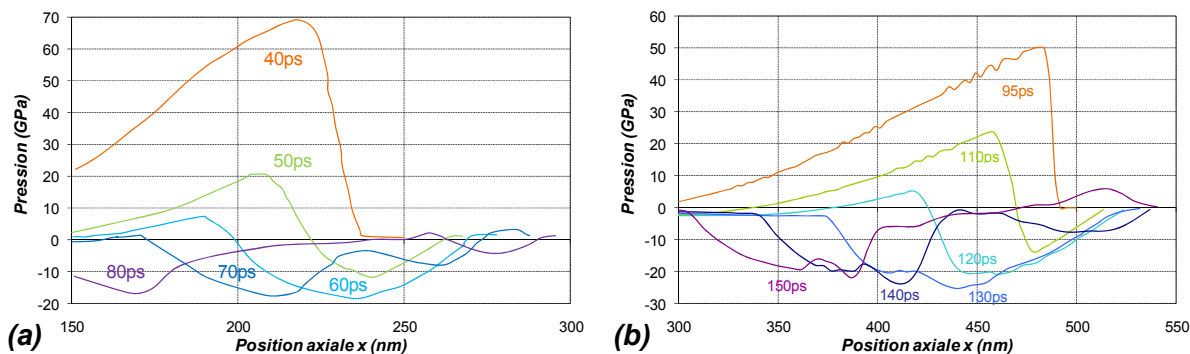 70
60
50
40
30
20
10
0
-10
-20
Pression (GPa)
40ps
50ps
80ps
70ps
60ps
150
200
250
300
Position axiale x (nm)
(a)
60
50
40
30
20
10
0
-10
-20
-30
Pression (GPa)
95ps
110ps
120ps
150ps
140ps
130ps
300
350
400
450
500
550
Position axiale x (nm)
(b)